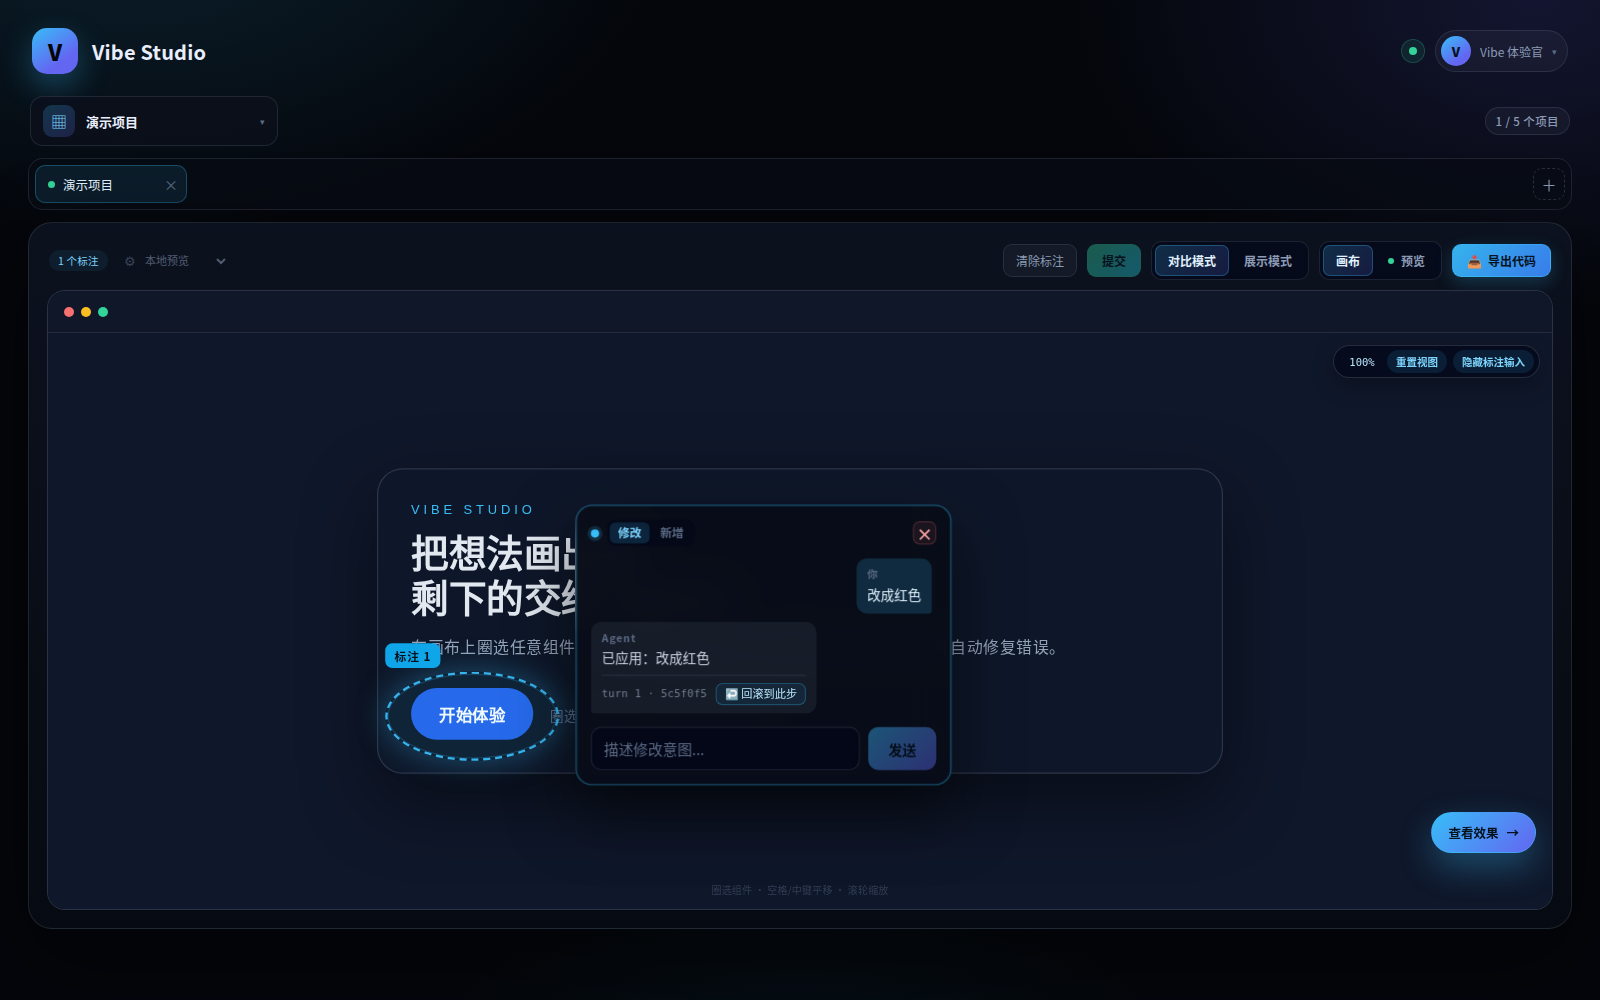 V
Vibe Studio
V
Vibe 体验官
演示项目
1 / 5 个项目
演示项目
1 个标注
本地预览
清除标注
提交
对比模式
展示模式
画布
预览
导出代码
100%
重置视图
隐藏标注输入
VIBE STUDIO
把想法画
剩下的交
画布上圈选任意组件
自动修复错误。
标注 1
开始体验
圈选
修改
新增
你
改成红色
Agent
已应用：改成红色
turn 1 · 5c5f0f5
回滚到此步
描述修改意图...
发送
查看效果 →
圈选组件 · 空格/中键平移 · 滚轮缩放